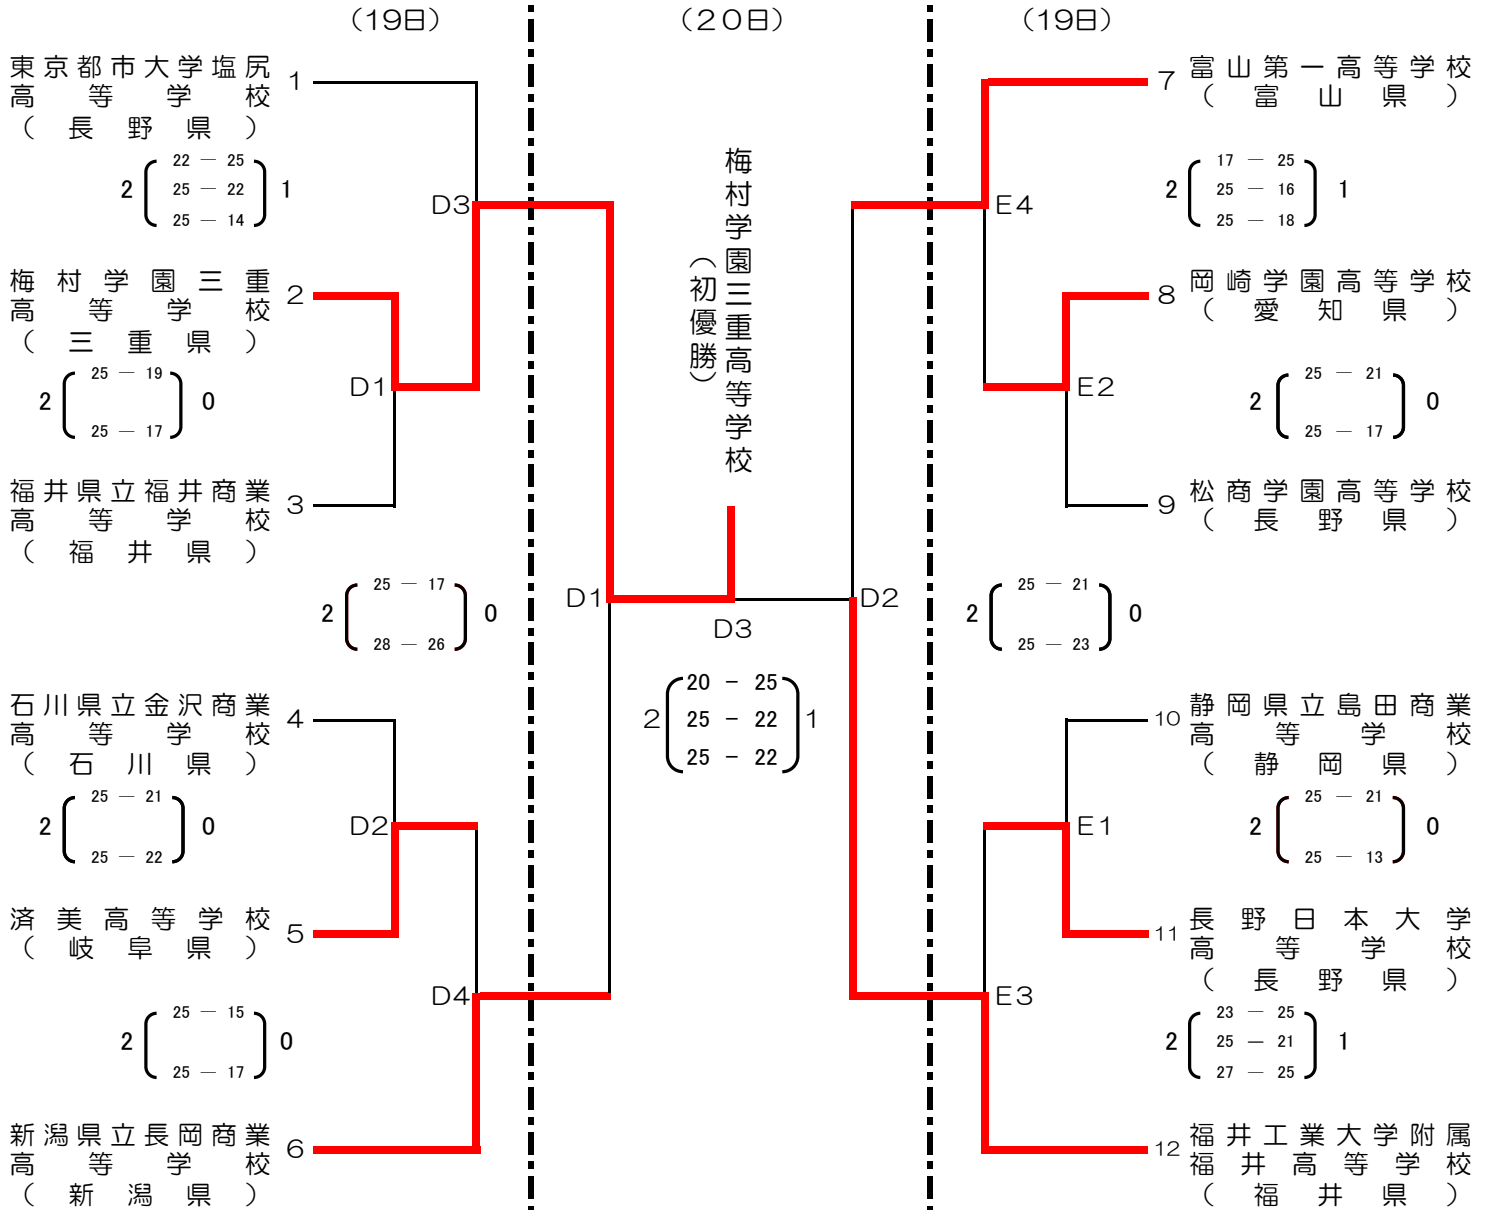 (19日)
(20日)
(19日)
東京都市大学塩尻
高等学校
(長野県)
1
2
22 － 25
25 － 22
25 － 14
1
D3
梅村学園三重
高等学校
(三重県)
2
2
25 － 19
25 － 17
0
D1
福井県立福井商業
高等学校
(福井県)
3
2
25 － 17
28 － 26
0
石川県立金沢商業
高等学校
(石川県)
4
2
25 － 21
25 － 22
0
D2
済美高等学校
(岐阜県)
5
D4
2
25 － 15
25 － 17
0
新潟県立長岡商業
高等学校
(新潟県)
6
梅村学園三重高等学校
(初優勝)
D1
D2
D3
2
20 － 25
25 － 22
25 － 22
1
7
富山第一高等学校
(富山県)
2
17 － 25
25 － 16
25 － 18
1
E4
8
岡崎学園高等学校
(愛知県)
E2
2
25 － 21
25 － 17
0
9
松商学園高等学校
(長野県)
2
25 － 21
25 － 23
0
10
静岡県立島田商業
高等学校
(静岡県)
2
25 － 21
25 － 13
0
E1
11
長野日本大学
高等学校
(長野県)
E3
2
23 － 25
25 － 21
27 － 25
1
12
福井工業大学附属
福井高等学校
(福井県)